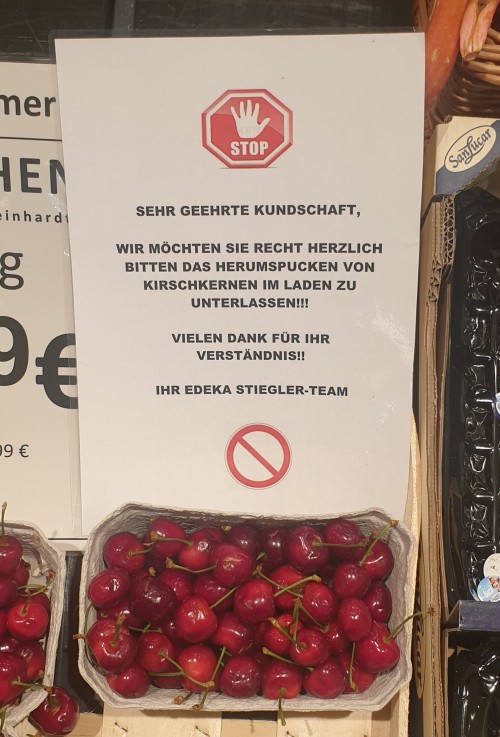 mer
HEN
einhardt
g
9€
99 €
STOP
SEHR GEEHRTE KUNDSCHAFT,
WIR MÖCHTEN SIE RECHT HERZLICH
BITTEN DAS HERUMSPUCKEN VON
KIRSCHKERNEN IM LADEN ZU
UNTERLASSEN!!!
VIELEN DANK FÜR IHR
VERSTÄNDNIS!!
IHR EDEKA STIEGLER-TEAM
SanLucar